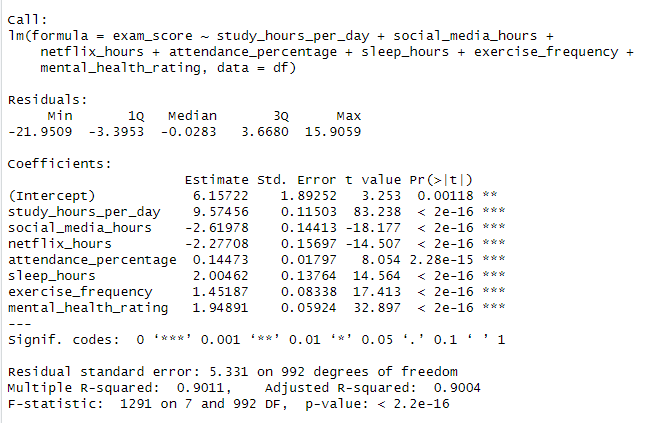 Call:
lm(formula = exam_score ~ study_hours_per_day + social_media_hours +
netflix_hours + attendance_percentage + sleep_hours + exercise_frequency +
mental_health_rating, data = df)
Residuals:
Min 1Q Median 3Q Max
-21.9509 -3.3953 -0.0283 3.6680 15.9059
Coefficients:
Estimate Std. Error t value Pr(>|t|)
(Intercept) 6.15722 1.89252 3.253 0.00118 **
study_hours_per_day 9.57456 0.11503 83.238 < 2e-16 ***
social_media_hours -2.61978 0.14413 -18.177 < 2e-16 ***
netflix_hours -2.27708 0.15697 -14.507 < 2e-16 ***
attendance_percentage 0.14473 0.01797 8.054 2.28e-15 ***
sleep_hours 2.00462 0.13764 14.564 < 2e-16 ***
exercise_frequency 1.45187 0.08338 17.413 < 2e-16 ***
mental_health_rating 1.94891 0.05924 32.897 < 2e-16 ***
---
Signif. codes: 0 ‘***’ 0.001 ‘**’ 0.01 ‘*’ 0.05 ‘.’ 0.1 ‘ ’ 1
Residual standard error: 5.331 on 992 degrees of freedom
Multiple R-squared: 0.9011, Adjusted R-squared: 0.9004
F-statistic: 1291 on 7 and 992 DF, p-value: < 2.2e-16